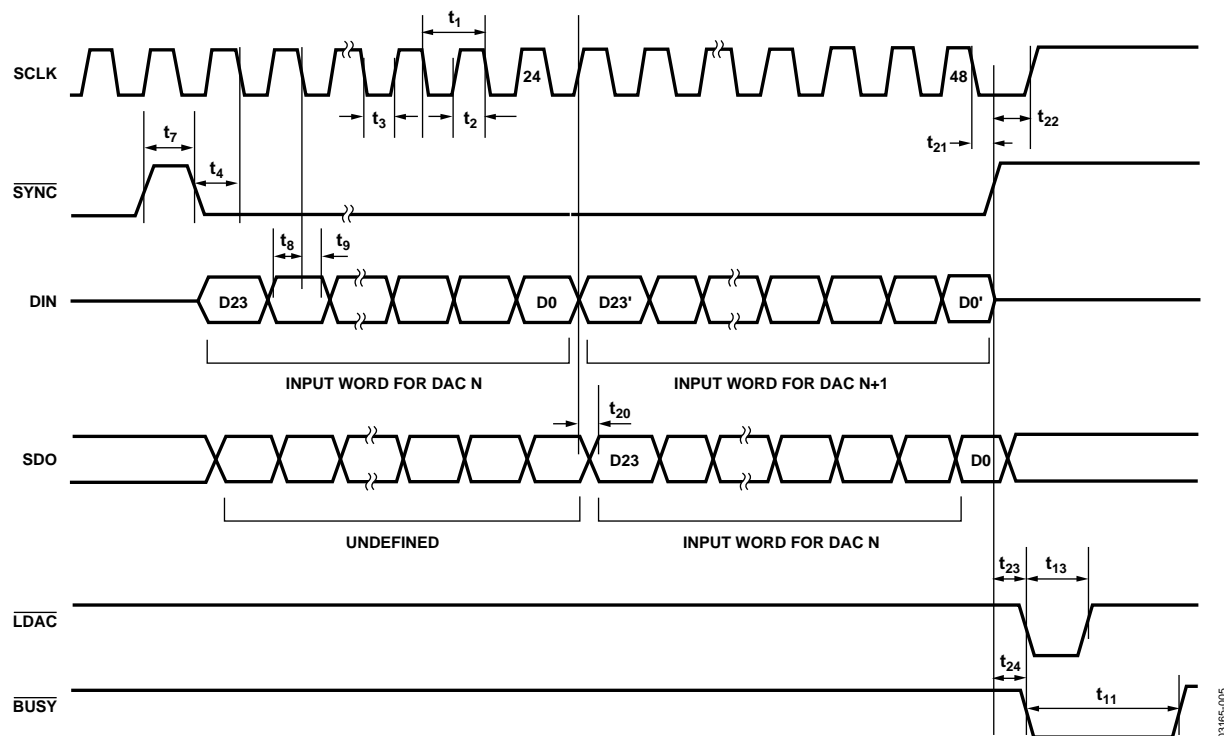 t1
SCLK
24
48
t3
t2
t22
t21
t7
t4
SYNC
t8
t9
DIN
D23
D0
D23'
D0'
INPUT WORD FOR DAC N
INPUT WORD FOR DAC N+1
t20
SDO
D23
D0
UNDEFINED
INPUT WORD FOR DAC N
t23
t13
LDAC
t24
t11
BUSY
03165-005